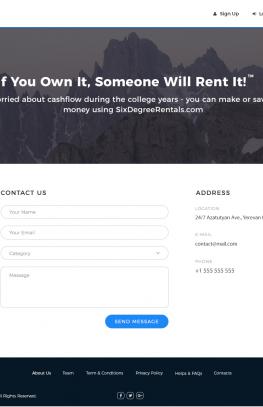 Sign Up
f You Own It, Someone Will Rent It!™
orried about cashflow during the college years - you can make or sav
money using SixDegreeRentals.com
CONTACT US
ADDRESS
Your Name
LOCATION
24/7 Azatutyan Ave., Yerevan
Your Email
E-MAIL
contact@mail.com
Category
PHONE
+1 555 555 555
Message
SEND MESSAGE
About Us
Team
Term & Conditions
Privacy Policy
Helps & FAQs
Contacts
ll Rights Reserved.